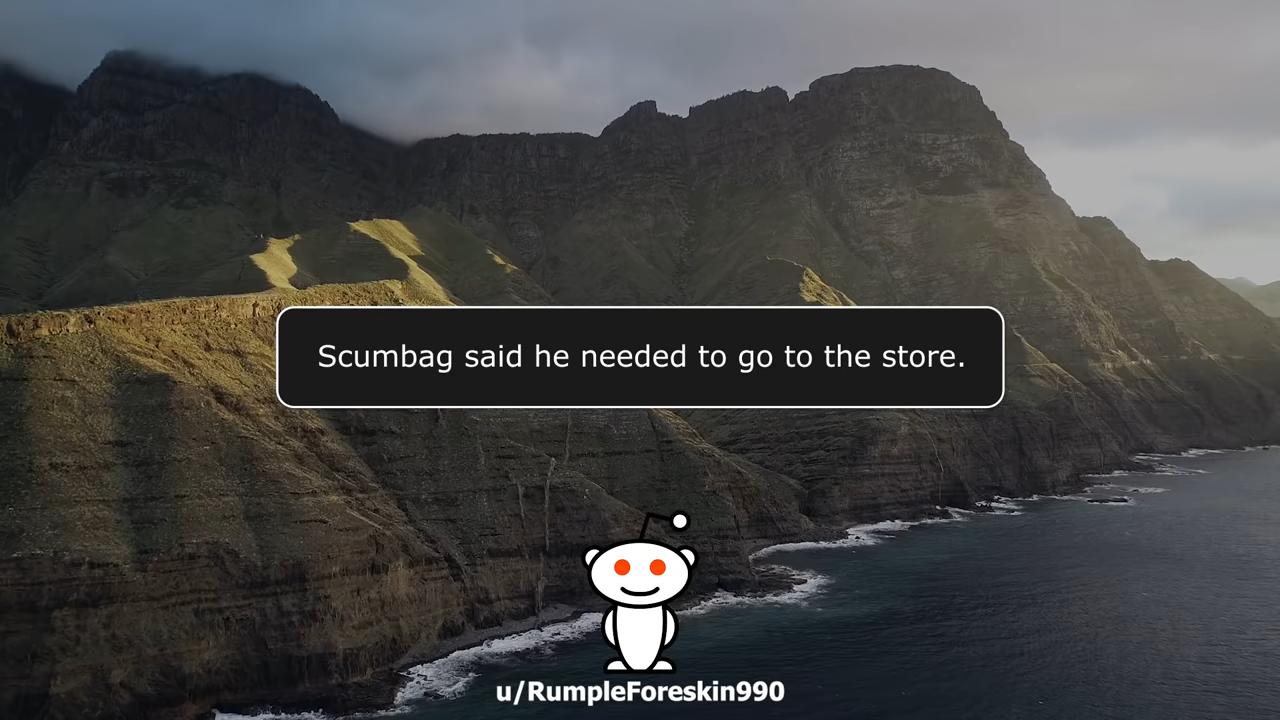 Scumbag said he needed to go to the store.
u/RumpleForeskin990